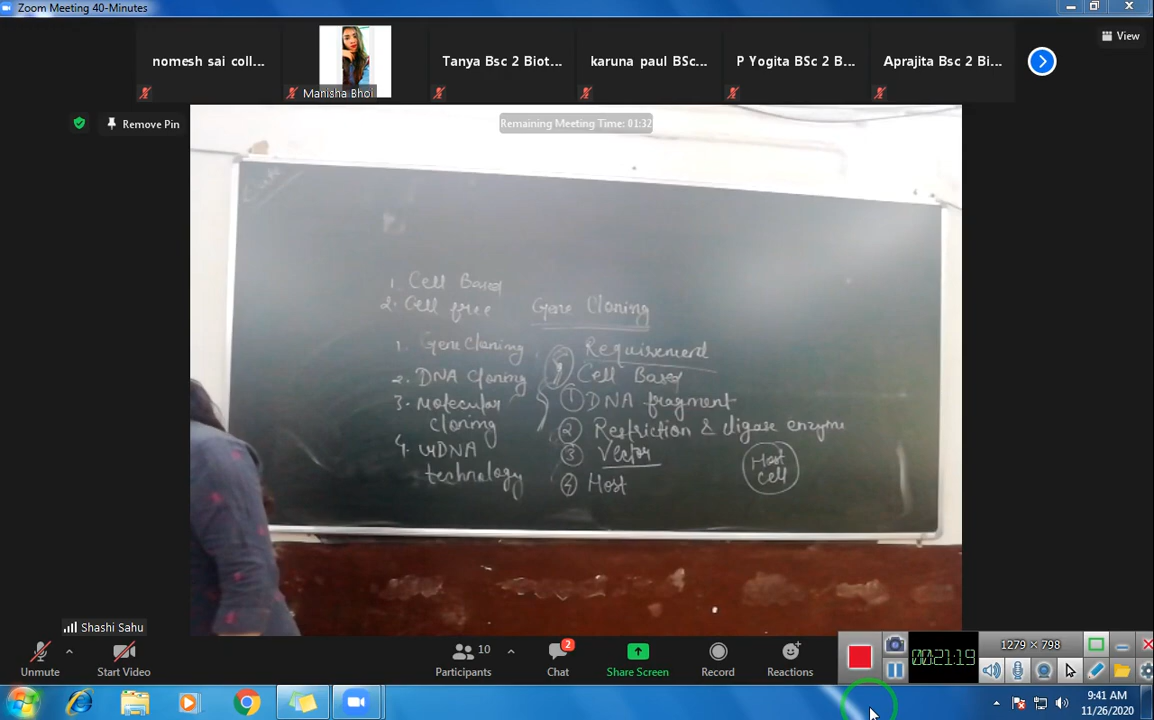 Zoom Meeting 40-Minutes
View
nomesh sai coll...
Manisha Bhoi
Tanya Bsc 2 Biot...
karuna paul BSc...
P Yogita BSc 2 B...
Aprajita Bsc 2 Bi...
Remove Pin
Remaining Meeting Time: 01:32
1. Cell Based
2. Cell free
Gene Cloning
1. Gene Cloning
2. DNA Cloning
3. Molecular
cloning
4. rDNA
technology
Requirement
Cell Based
1 DNA fragment
2 Restriction & ligase enzyme
3 Vector
4 Host
Host
cell
Shashi Sahu
Unmute
Start Video
10
Participants
2
Chat
Share Screen
Record
Reactions
00:21:19
1279 × 798
9:41 AM
11/26/2020